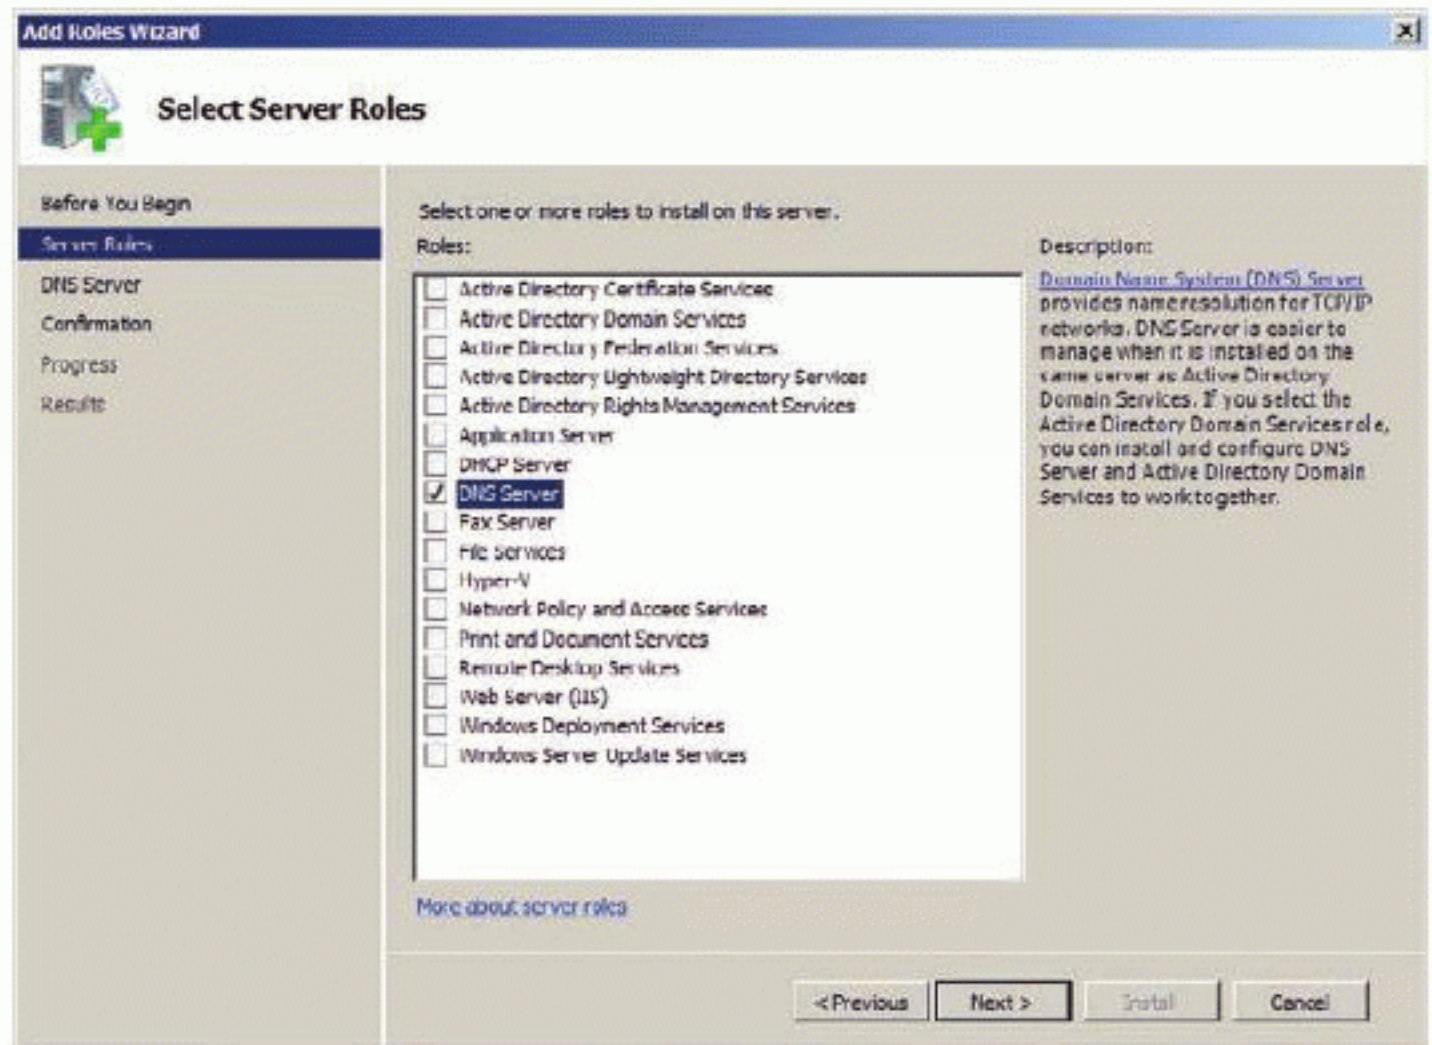 Add Roles Wizard
Select Server Roles
Before You Begin
Server Roles
DNS Server
Confirmation
Progress
Results
Select one or more roles to install on this server.
Roles:
Active Directory Certificate Services
Active Directory Domain Services
Active Directory Federation Services
Active Directory Lightweight Directory Services
Active Directory Rights Management Services
Application Server
DHCP Server
DNS Server
Fax Server
File Services
Hyper-V
Network Policy and Access Services
Print and Document Services
Remote Desktop Services
Web Server (IIS)
Windows Deployment Services
Windows Server Update Services
More about server roles
Description:
Domain Name System (DNS) Server
provides name resolution for TCP/IP
networks. DNS Server is easier to
manage when it is installed on the
same server as Active Directory
Domain Services. If you select the
Active Directory Domain Services role,
you can install and configure DNS
Server and Active Directory Domain
Services to work together.
< Previous
Next >
Install
Cancel